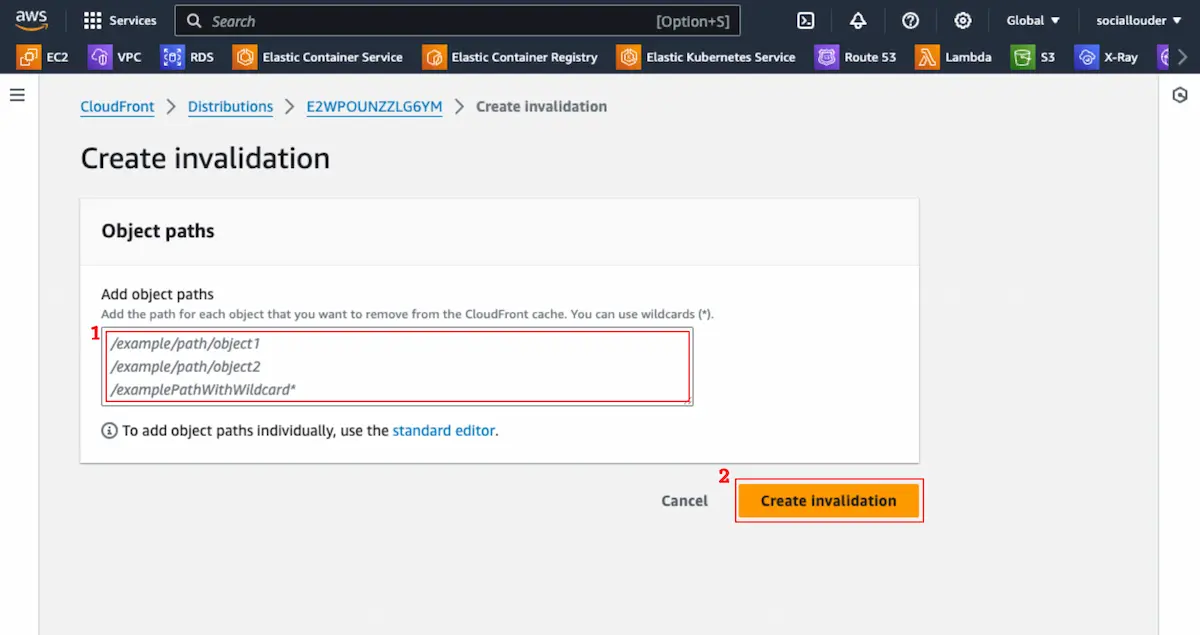 aws
Services
Search
[Option+S]
Global
sociallouder
EC2
VPC
RDS
Elastic Container Service
Elastic Container Registry
Elastic Kubernetes Service
Route 53
Lambda
S3
X-Ray
CloudFront > Distributions > E2WPOUNZZLG6YM > Create invalidation
Create invalidation
Object paths
Add object paths
Add the path for each object that you want to remove from the CloudFront cache. You can use wildcards (*).
1
/example/path/object1
/example/path/object2
/examplePathWithWildcard*
To add object paths individually, use the standard editor.
2
Cancel
Create invalidation